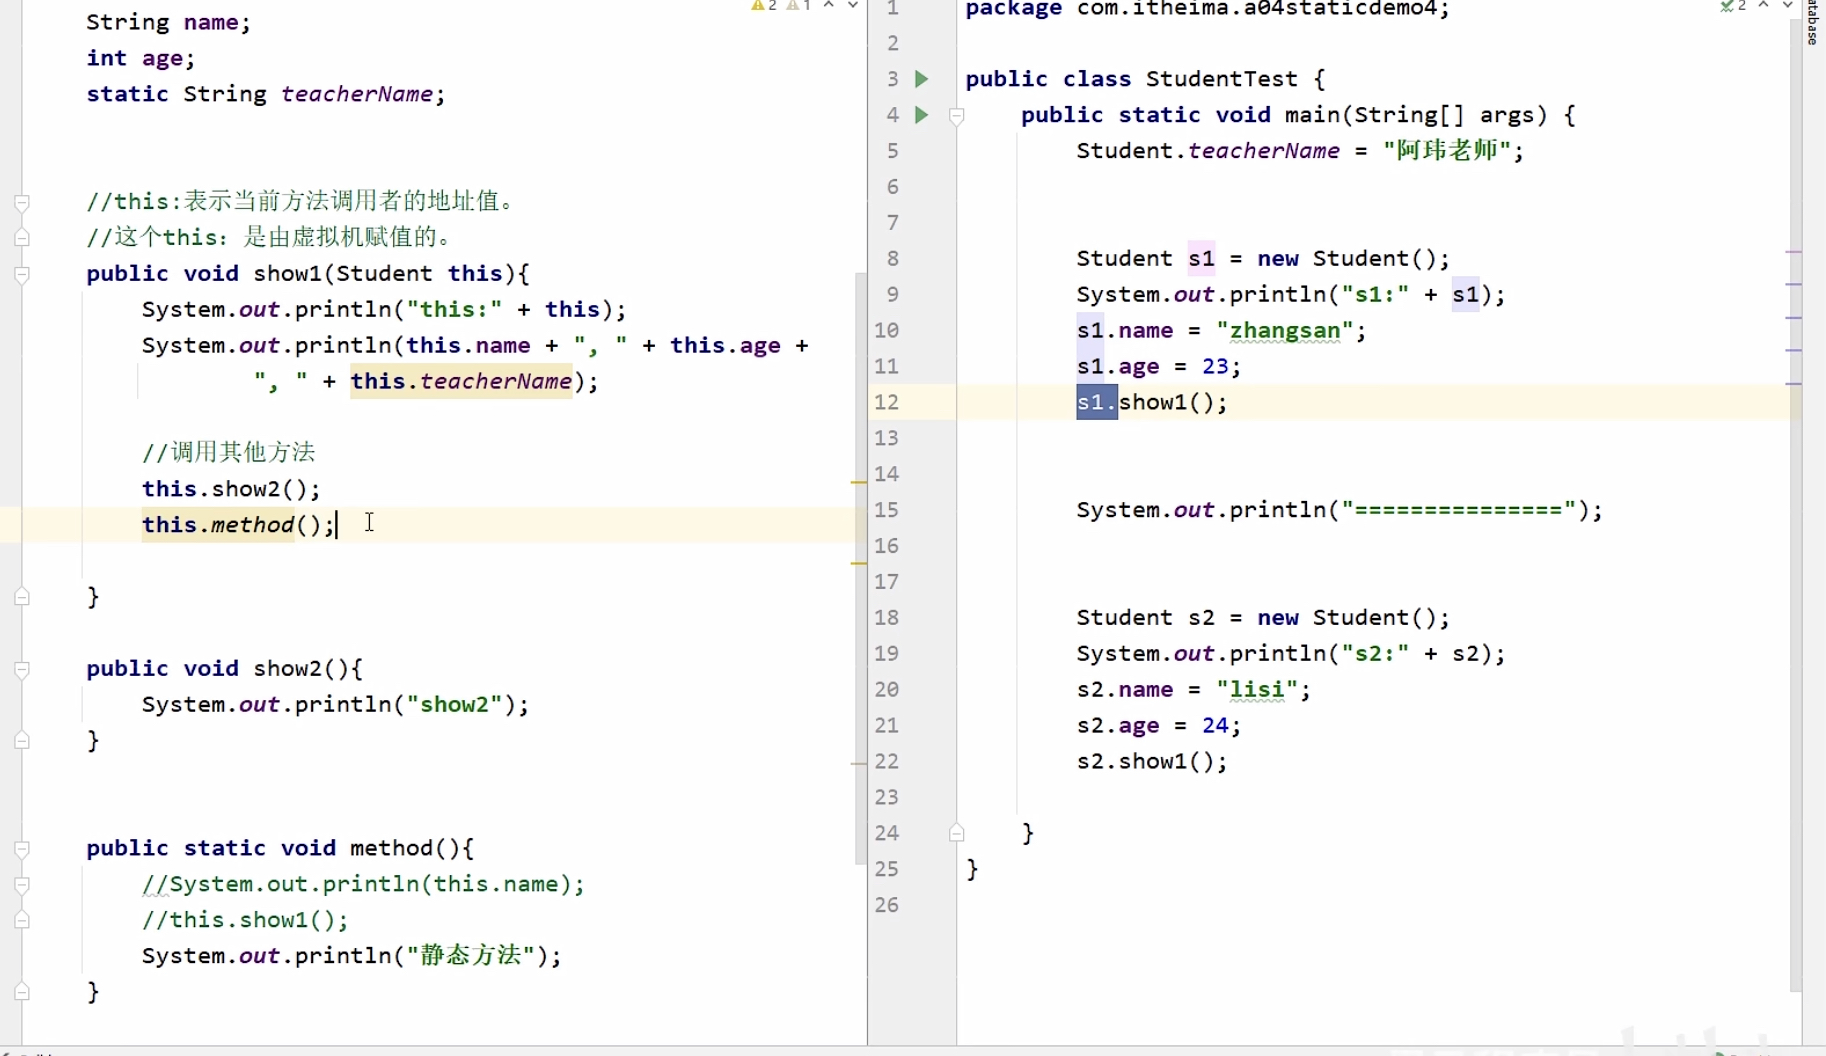 String name;
int age;
static String teacherName;
//this:表示当前方法调用者的地址值。
//这个this: 是由虚拟机赋值的。
public void show1(Student this){
System.out.println("this:" + this);
System.out.println(this.name + ", " + this.age +
", " + this.teacherName);
//调用其他方法
this.show2();
this.method();
}
public void show2(){
System.out.println("show2");
}
public static void method(){
//System.out.println(this.name);
//this.show1();
System.out.println("静态方法");
}
2 1
1 package com.itheima.a04staticdemo4;
2
3 public class StudentTest {
4 public static void main(String[] args) {
5 Student.teacherName = "阿玮老师";
6
7
8 Student s1 = new Student();
9 System.out.println("s1:" + s1);
10 s1.name = "zhangsan";
11 s1.age = 23;
12 s1.show1();
13
14
15 System.out.println("===============");
16
17
18 Student s2 = new Student();
19 System.out.println("s2:" + s2);
20 s2.name = "lisi";
21 s2.age = 24;
22 s2.show1();
23
24 }
25 }
26
2